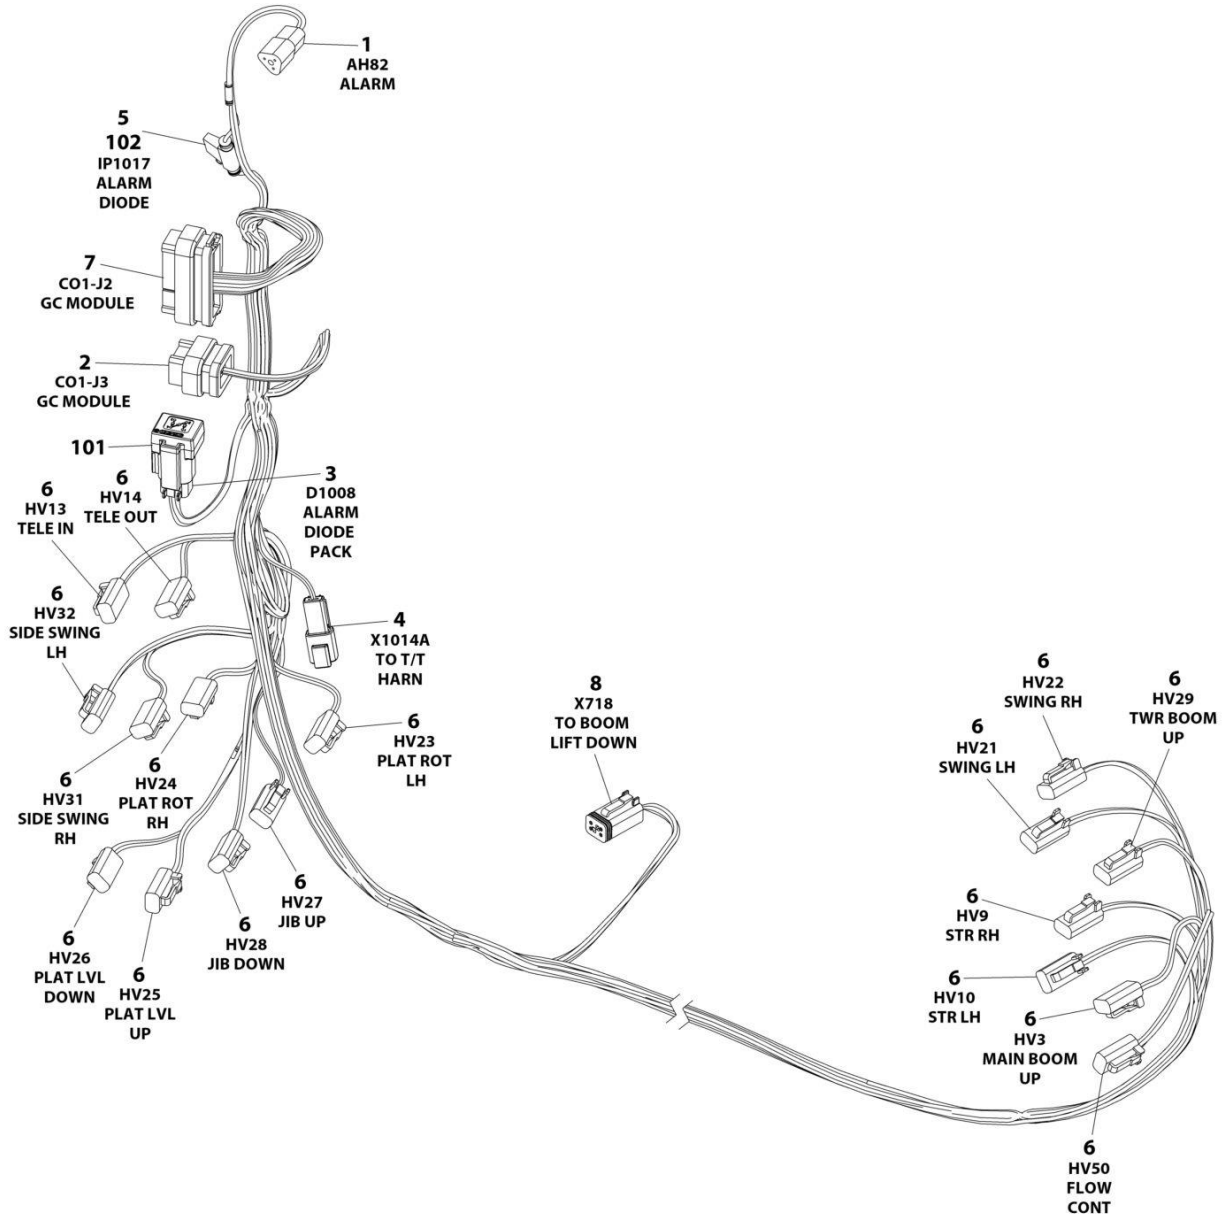 1
AH82
ALARM
5
102
IP1017
ALARM
DIODE
7
CO1-J2
GC MODULE
2
CO1-J3
GC MODULE
101
3
D1008
ALARM
DIODE
PACK
6
HV14
TELE OUT
6
HV13
TELE IN
6
HV32
SIDE SWING
LH
4
X1014A
TO T/T
HARN
6
HV23
PLAT ROT
LH
6
HV24
PLAT ROT
RH
6
HV31
SIDE SWING
RH
6
HV27
JIB UP
6
HV28
JIB DOWN
6
HV26
PLAT LVL
DOWN
6
HV25
PLAT LVL
UP
8
X718
TO BOOM
LIFT DOWN
6
HV22
SWING RH
6
HV29
TWR BOOM
UP
6
HV21
SWING LH
6
HV9
STR RH
6
HV10
STR LH
6
HV3
MAIN BOOM
UP
6
HV50
FLOW
CONT